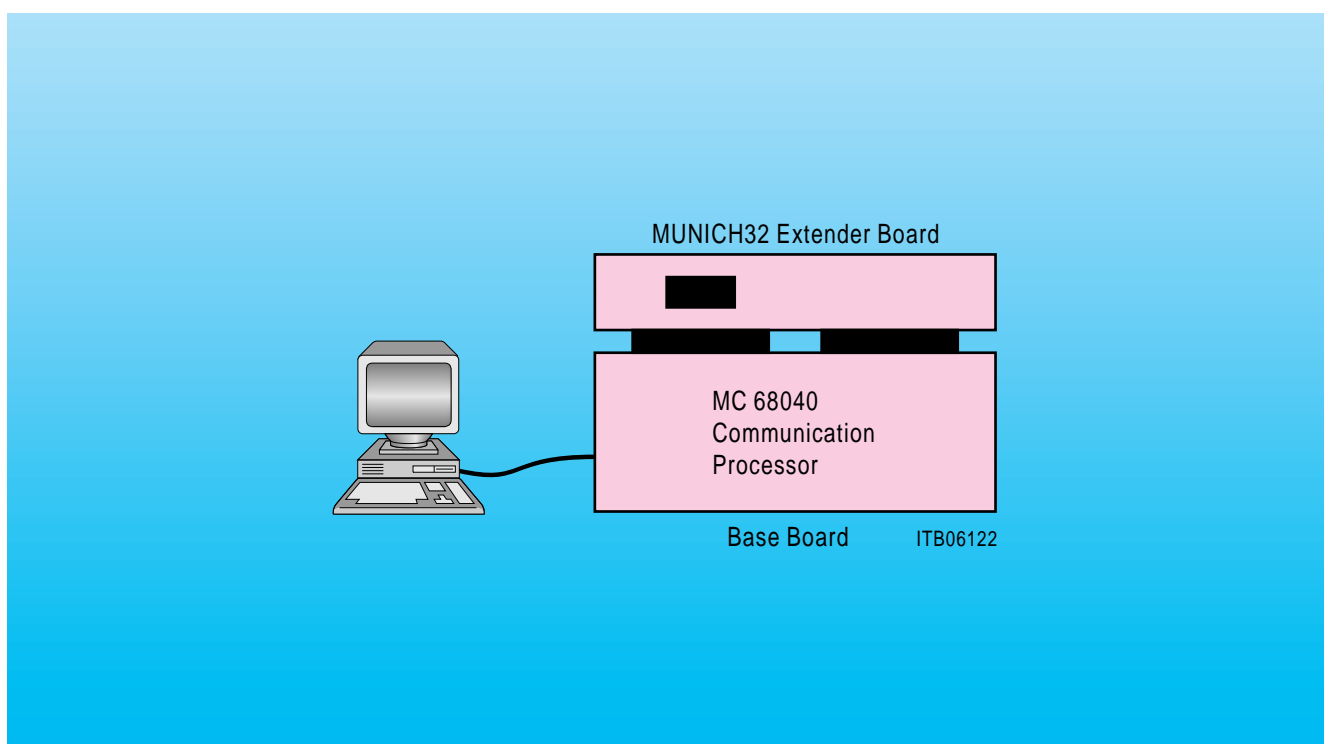 MUNICH32 Extender Board
MC 68040
Communication
Processor
Base Board ITB06122